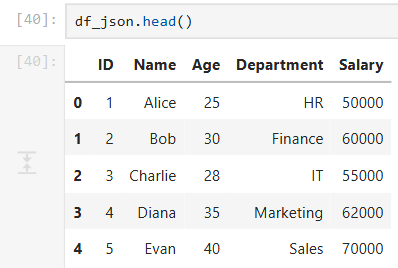 [40]: df_json.head()
[40]:
ID Name Age Department Salary
0 1 Alice 25 HR 50000
1 2 Bob 30 Finance 60000
2 3 Charlie 28 IT 55000
3 4 Diana 35 Marketing 62000
4 5 Evan 40 Sales 70000